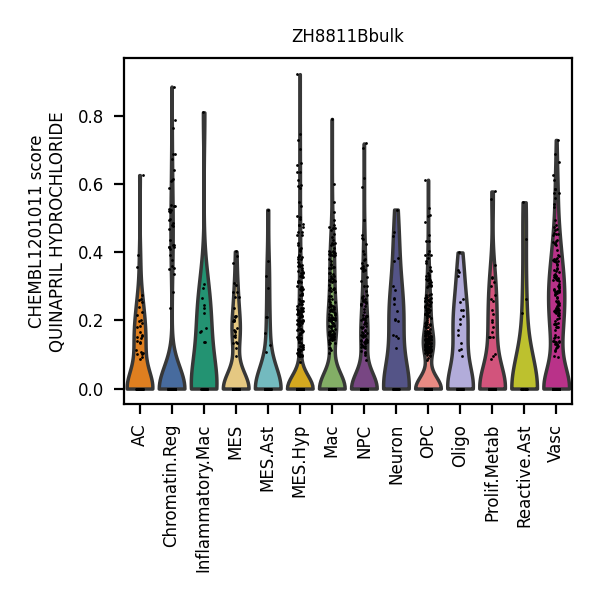 ZH8811Bbulk
CHEMBL1201011 score
QUINAPRIL HYDROCHLORIDE
0.8
0.6
0.4
0.2
0.0
AC
Chromatin.Reg
Inflammatory.Mac
MES
MES.Ast
MES.Hyp
Mac
NPC
Neuron
OPC
Oligo
Prolif.Metab
Reactive.Ast
Vasc